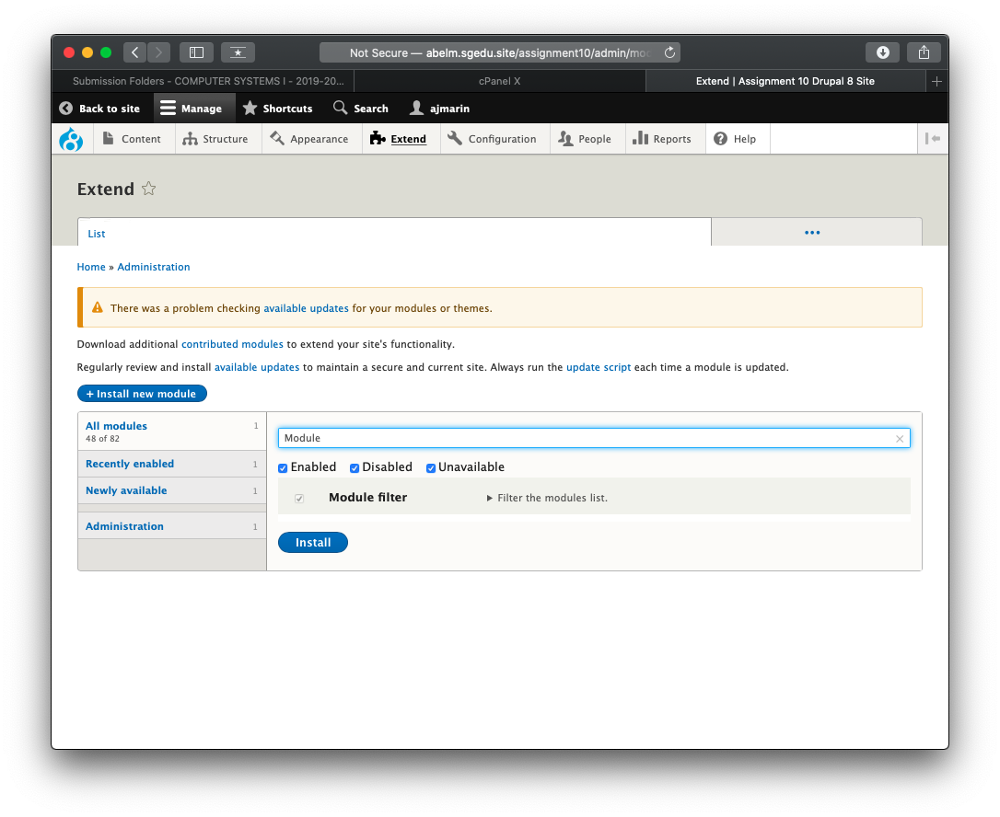 Not Secure — abelm.sgedu.site/assignment10/admin/mo
Submission Folders - COMPUTER SYSTEMS I - 2019-20... cPanel X Extend | Assignment 10 Drupal 8 Site
Back to site Manage Shortcuts Search ajmarin
Content Structure Appearance Extend Configuration People Reports Help
Extend
List •••
Home » Administration
There was a problem checking available updates for your modules or themes.
Download additional contributed modules to extend your site's functionality.
Regularly review and install available updates to maintain a secure and current site. Always run the update script each time a module is updated.
+ Install new module
All modules 1
48 of 82
Module
Recently enabled 1
Enabled Disabled Unavailable
Newly available 1
Module filter Filter the modules list.
Administration 1
Install